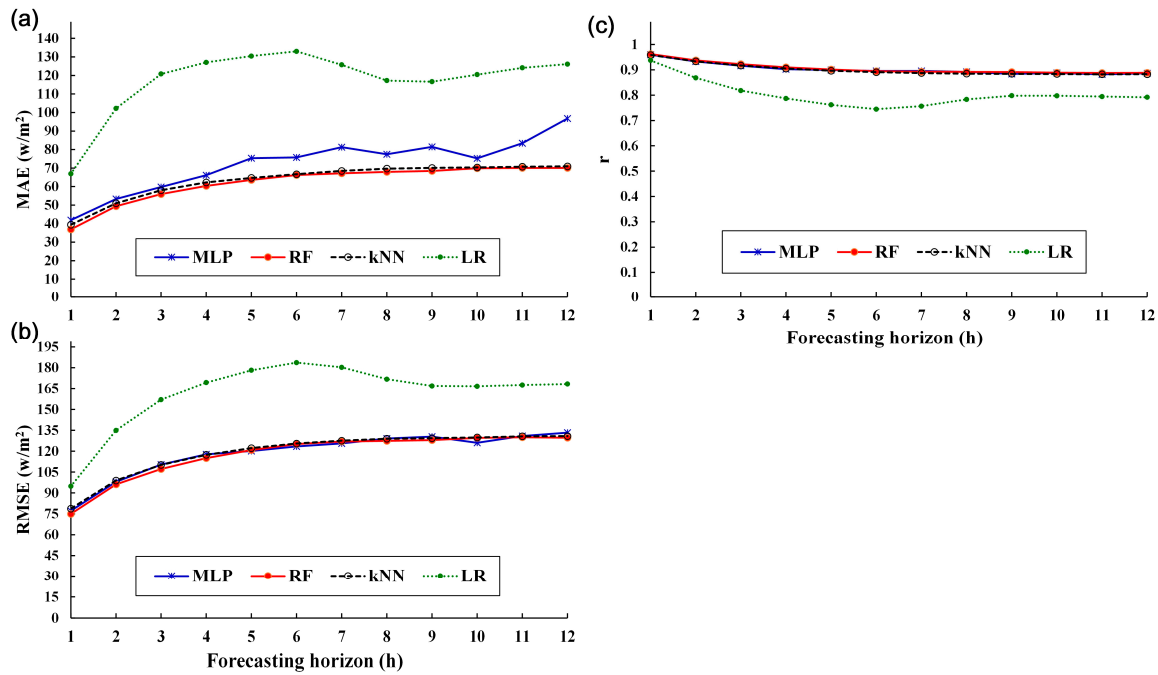 (a)
MAE (w/m²)
140
130
120
110
100
90
80
70
60
50
40
30
20
10
0
MLP RF kNN LR
1 2 3 4 5 6 7 8 9 10 11 12
(b)
RMSE (w/m²)
195
180
165
150
135
120
105
90
75
60
45
30
15
0
MLP RF kNN LR
1 2 3 4 5 6 7 8 9 10 11 12
Forecasting horizon (h)
(c)
r
1
0.9
0.8
0.7
0.6
0.5
0.4
0.3
0.2
0.1
0
MLP RF kNN LR
1 2 3 4 5 6 7 8 9 10 11 12
Forecasting horizon (h)